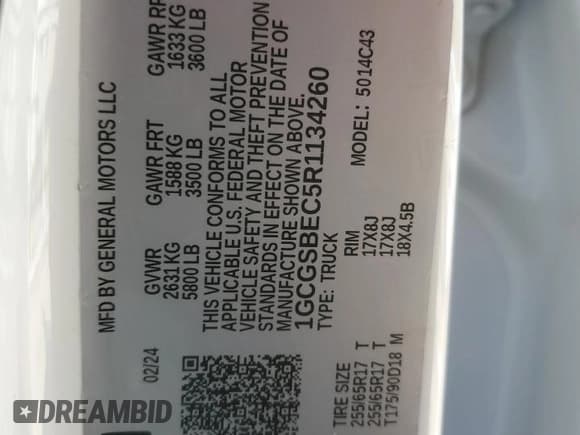 MFD BY GENERAL MOTORS LLC
02/24 GVWR GAWR FRT GAWR RR
2631 KG 1588 KG 1633 KG
5800 LB 3500 LB 3600 LB
THIS VEHICLE CONFORMS TO ALL
APPLICABLE U.S. FEDERAL MOTOR
VEHICLE SAFETY AND THEFT PREVENTION
STANDARDS IN EFFECT ON THE DATE OF
MANUFACTURE SHOWN ABOVE.
1GCGSBEC5R1134260
TYPE: TRUCK MODEL: 5014C43
TIRE SIZE RIM
255/65R17 T 17X8J
255/65R17 T 17X8J
T175/90D18 M 18X4.5B
DREAMBID